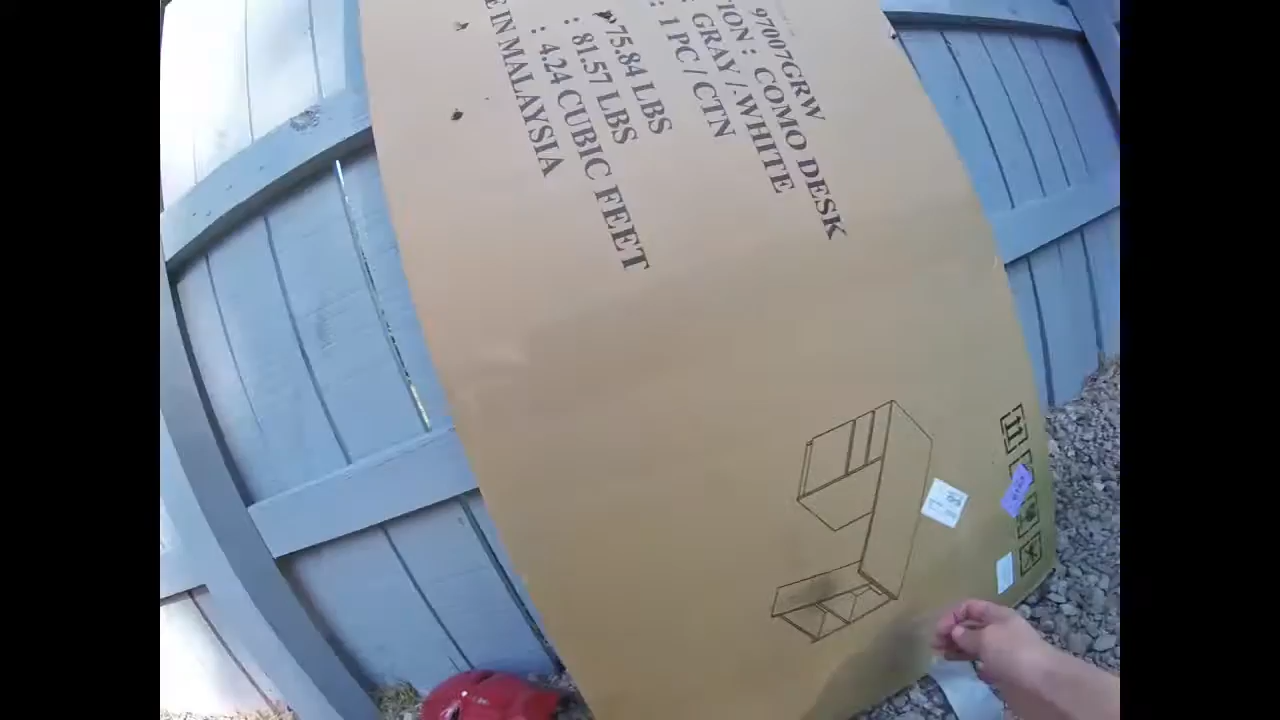 97007GRW
TION : COMO DESK
: GRAY / WHITE
: 1 PC / CTN
: 75.84 LBS
: 81.57 LBS
: 4.24 CUBIC FEET
E IN MALAYSIA